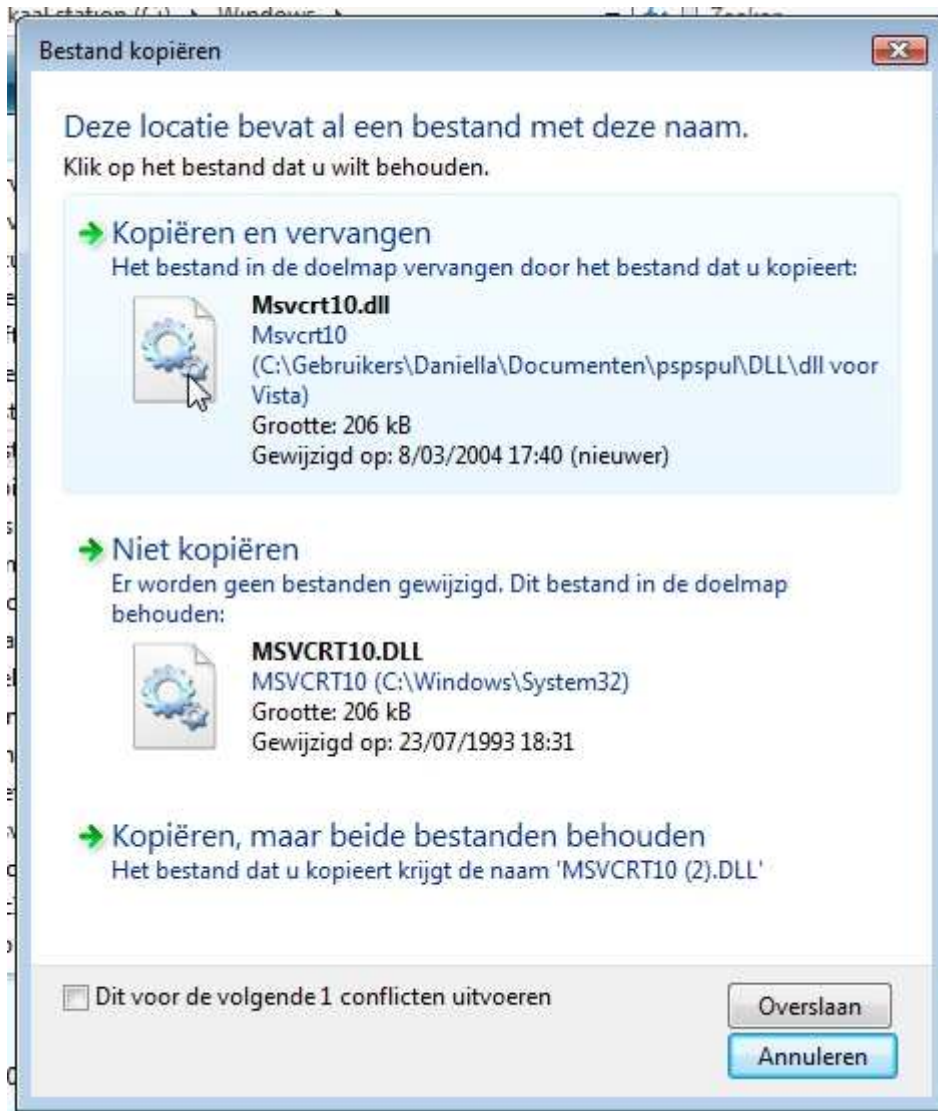 Windows
Zoeken
Bestand kopiëren
Deze locatie bevat al een bestand met deze naam.
Klik op het bestand dat u wilt behouden.
Kopiëren en vervangen
Het bestand in de doelmap vervangen door het bestand dat u kopieert:
Msvcrt10.dll
Msvcrt10
(C:\Gebruikers\Daniella\Documenten\pspspul\DLL\dll voor
Vista)
Grootte: 206 kB
Gewijzigd op: 8/03/2004 17:40 (nieuwer)
Niet kopiëren
Er worden geen bestanden gewijzigd. Dit bestand in de doelmap
behouden:
MSVCRT10.DLL
MSVCRT10 (C:\Windows\System32)
Grootte: 206 kB
Gewijzigd op: 23/07/1993 18:31
Kopiëren, maar beide bestanden behouden
Het bestand dat u kopieert krijgt de naam 'MSVCRT10 (2).DLL'
Dit voor de volgende 1 conflicten uitvoeren
Overslaan
Annuleren